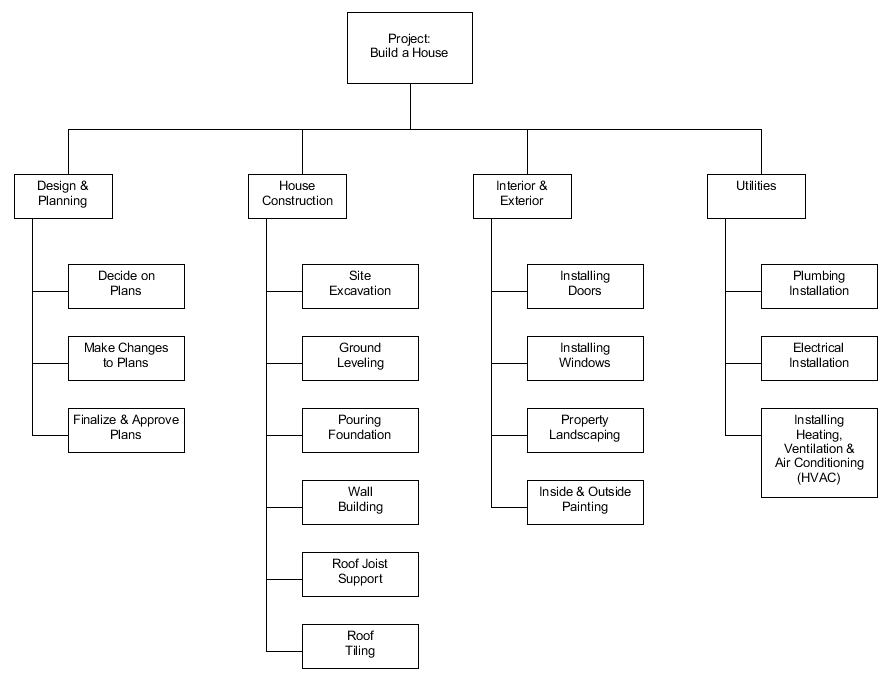 Project:
Build a House
Design &
Planning
Decide on
Plans
Make Changes
to Plans
Finalize & Approve
Plans
House
Construction
Site
Excavation
Ground
Leveling
Pouring
Foundation
Wall
Building
Roof Joist
Support
Roof
Tiling
Interior &
Exterior
Installing
Doors
Installing
Windows
Property
Landscaping
Inside & Outside
Painting
Utilities
Plumbing
Installation
Electrical
Installation
Installing
Heating,
Ventilation &
Air Conditioning
(HVAC)